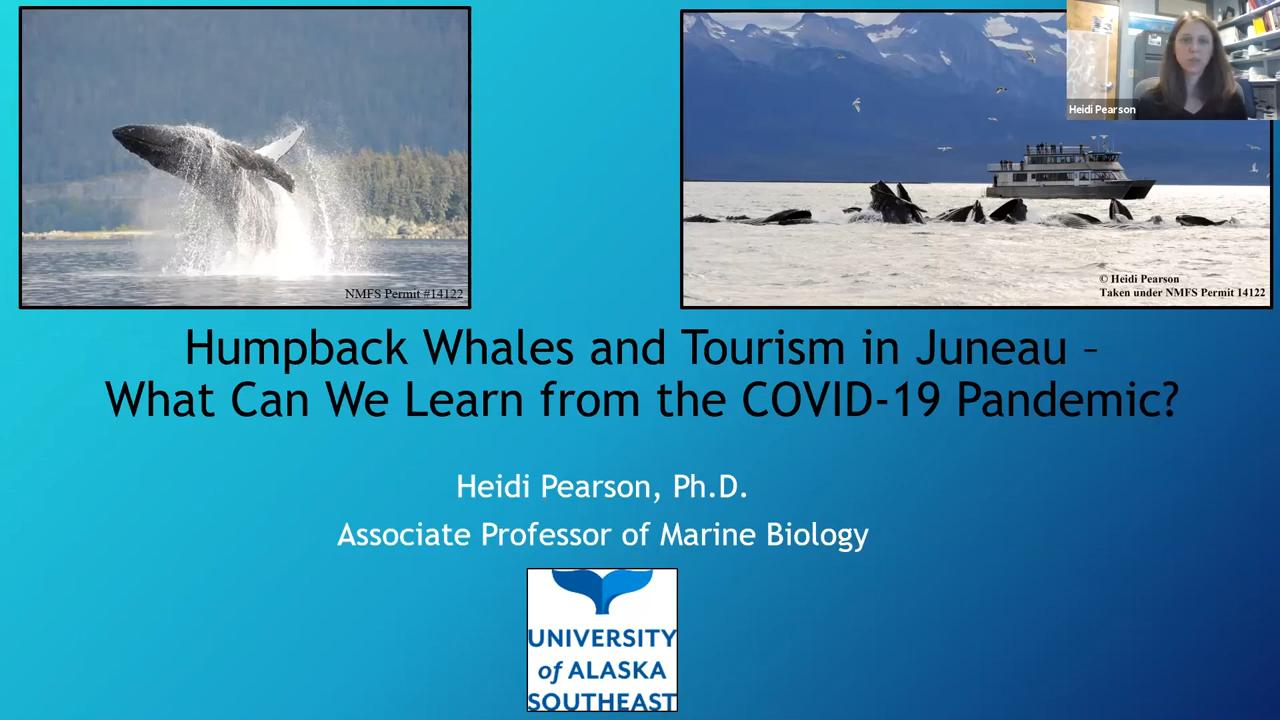 Heidi Pearson
NMFS Permit #14122
© Heidi Pearson
Taken under NMFS Permit 14122
Humpback Whales and Tourism in Juneau –
What Can We Learn from the COVID-19 Pandemic?
Heidi Pearson, Ph.D.
Associate Professor of Marine Biology
UNIVERSITY
of ALASKA
SOUTHEAST